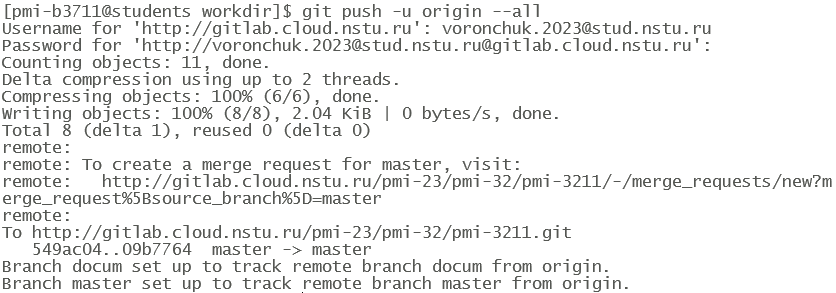 [pmi-b3711@students workdir]$ git push -u origin --all
Username for 'http://gitlab.cloud.nstu.ru': voronchuk.2023@stud.nstu.ru
Password for 'http://voronchuk.2023@stud.nstu.ru@gitlab.cloud.nstu.ru':
Counting objects: 11, done.
Delta compression using up to 2 threads.
Compressing objects: 100% (6/6), done.
Writing objects: 100% (8/8), 2.04 KiB | 0 bytes/s, done.
Total 8 (delta 1), reused 0 (delta 0)
remote:
remote: To create a merge request for master, visit:
remote:   http://gitlab.cloud.nstu.ru/pmi-23/pmi-32/pmi-3211/-/merge_requests/new?m
erge_request%5Bsource_branch%5D=master
remote:
To http://gitlab.cloud.nstu.ru/pmi-23/pmi-32/pmi-3211.git
   549ac04..09b7764  master -> master
Branch docum set up to track remote branch docum from origin.
Branch master set up to track remote branch master from origin.